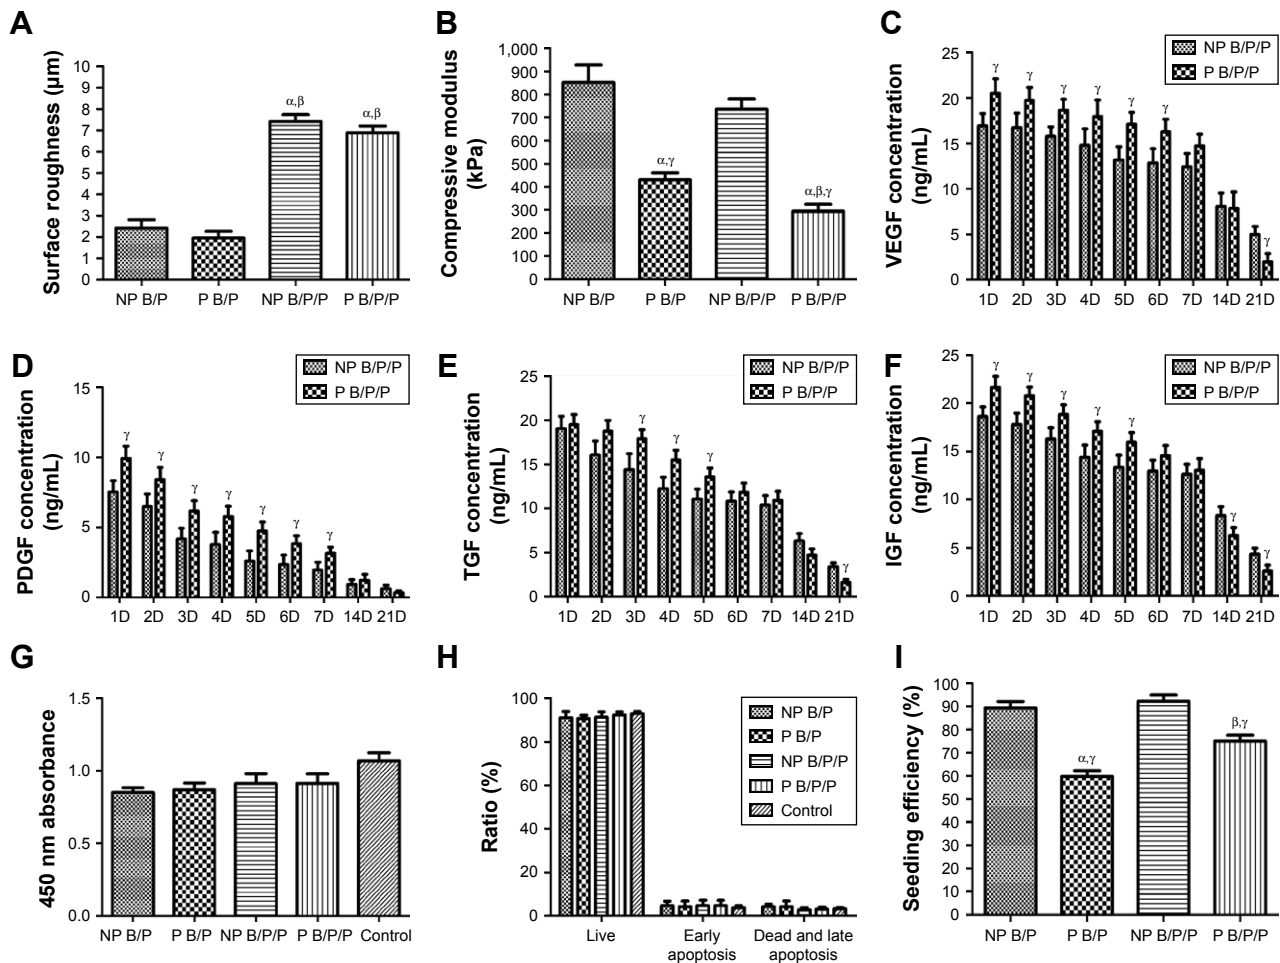 A
Surface roughness (μm)
10
9
8
7
6
5
4
3
2
1
0
α,β
α,β
NP B/P
P B/P
NP B/P/P
P B/P/P
B
Compressive modulus
(kPa)
1,000
900
800
700
600
500
400
300
200
100
0
α,γ
α,β,γ
NP B/P
P B/P
NP B/P/P
P B/P/P
C
VEGF concentration
(ng/mL)
NP B/P/P
P B/P/P
25
20
15
10
5
0
γ γ γ γ γ γ γ
1D 2D 3D 4D 5D 6D 7D 14D 21D
D
PDGF concentration
(ng/mL)
NP B/P/P
P B/P/P
15
10
5
0
γ γ γ γ γ γ γ
1D 2D 3D 4D 5D 6D 7D 14D 21D
E
TGF concentration
(ng/mL)
NP B/P/P
P B/P/P
25
20
15
10
5
0
γ γ γ γ
1D 2D 3D 4D 5D 6D 7D 14D 21D
F
IGF concentration
(ng/mL)
NP B/P/P
P B/P/P
25
20
15
10
5
0
γ γ γ γ γ γ γ
1D 2D 3D 4D 5D 6D 7D 14D 21D
G
450 nm absorbance
1.5
1.0
0.5
0.0
NP B/P
P B/P
NP B/P/P
P B/P/P
Control
H
Ratio (%)
100
80
60
40
20
0
NP B/P
P B/P
NP B/P/P
P B/P/P
Control
Live
Early
apoptosis
Dead and late
apoptosis
I
Seeding efficiency (%)
100
90
80
70
60
50
40
30
20
10
0
α,γ
β,γ
NP B/P
P B/P
NP B/P/P
P B/P/P